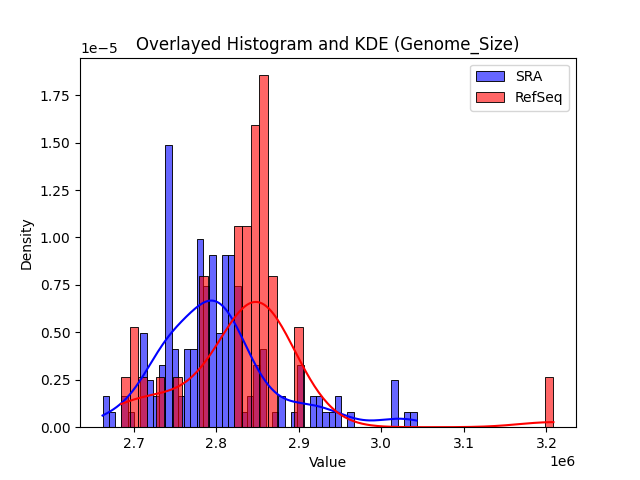 Overlayed Histogram and KDE (Genome_Size)
1e−5
SRA
RefSeq
1.75
1.50
1.25
1.00
0.75
0.50
0.25
0.00
Density
2.7 2.8 2.9 3.0 3.1 3.2
Value
1e6